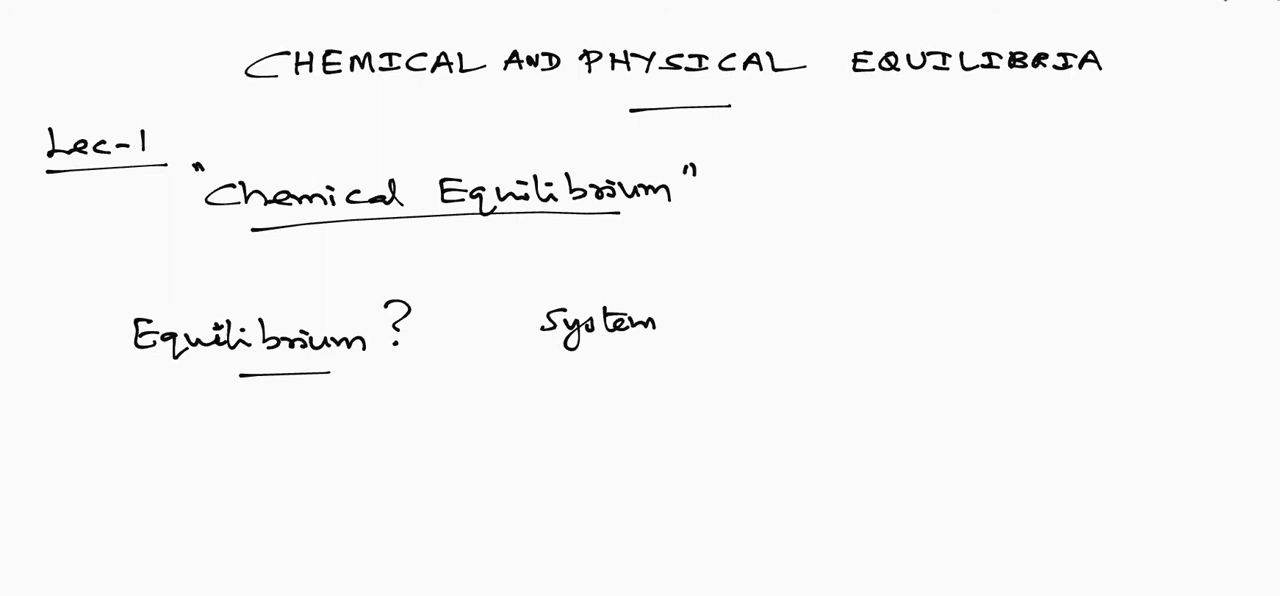 CHEMICAL AND PHYSICAL EQUILIBRIA
Lec-1
"Chemical Equilibrium"
Equilibrium? System